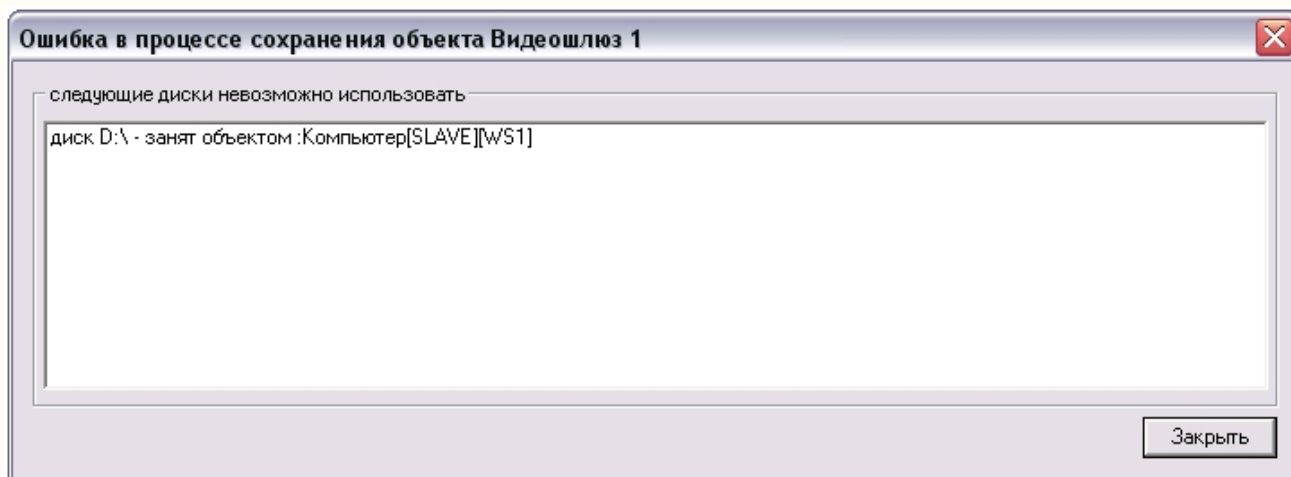 Ошибка в процессе сохранения объекта Видеошлюз 1
следующие диски невозможно использовать
диск D:\ - занят объектом :Компьютер[SLAVE][WS1]
Закрыть